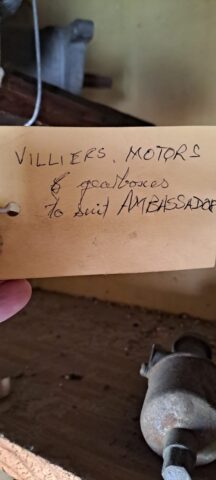 VILLIERS. MOTORS
& gearboxes
to suit AMBASSADOR